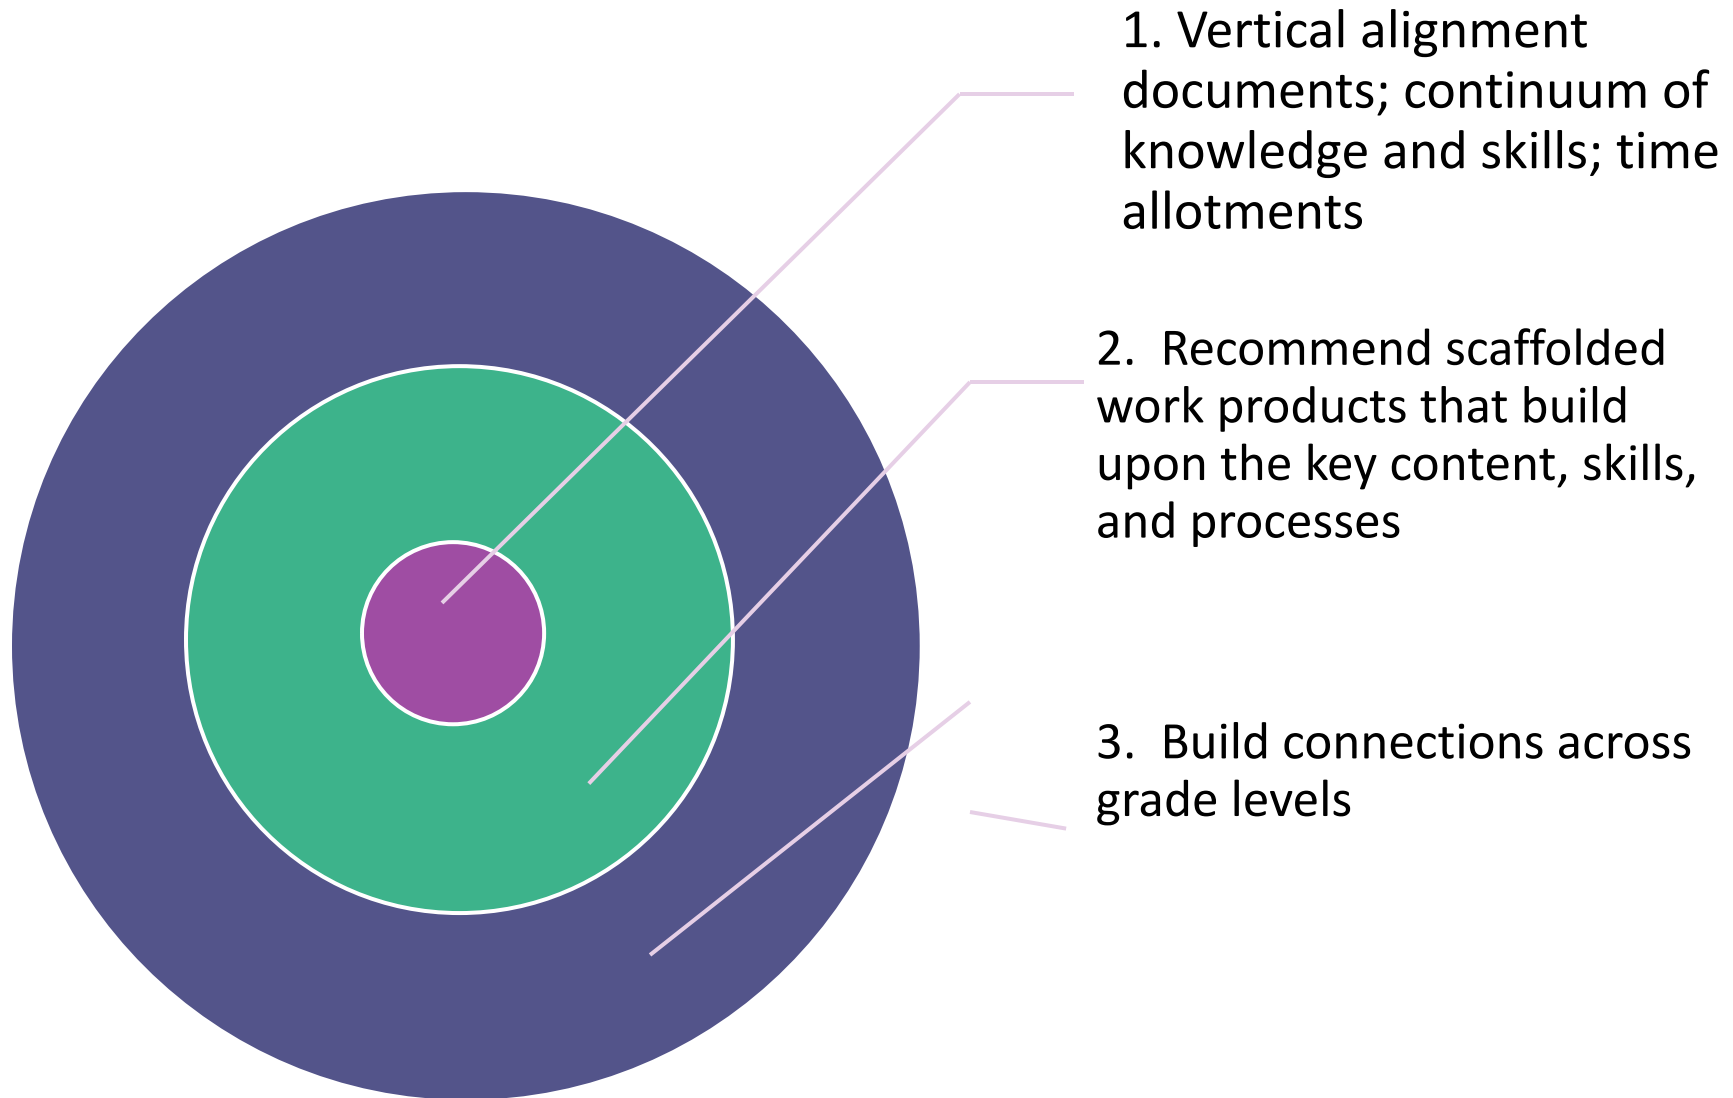 1. Vertical alignment
documents; continuum of
knowledge and skills; time
allotments
2.  Recommend scaffolded
work products that build
upon the key content, skills,
and processes
3.  Build connections across
grade levels